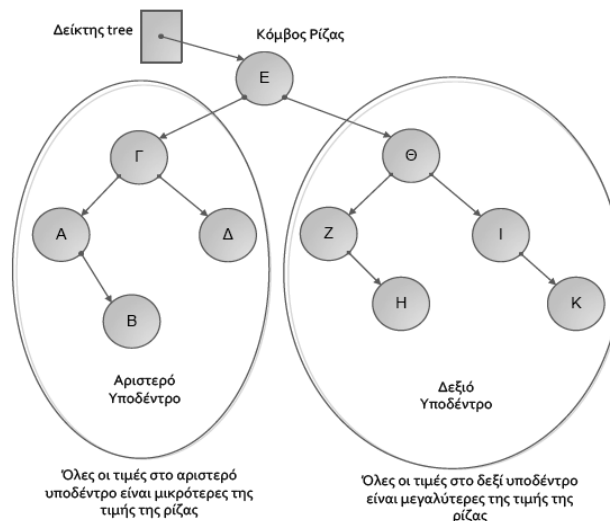 Δείκτης tree
Κόμβος Ρίζας
Ε
Γ
Θ
Α
Δ
Ζ
Ι
Β
Η
Κ
Αριστερό
Υποδέντρο
Δεξιό
Υποδέντρο
Όλες οι τιμές στο αριστερό
υποδέντρο είναι μικρότερες της
τιμής της ρίζας
Όλες οι τιμές στο δεξί υποδέντρο
είναι μεγαλύτερες της τιμής της
ρίζας